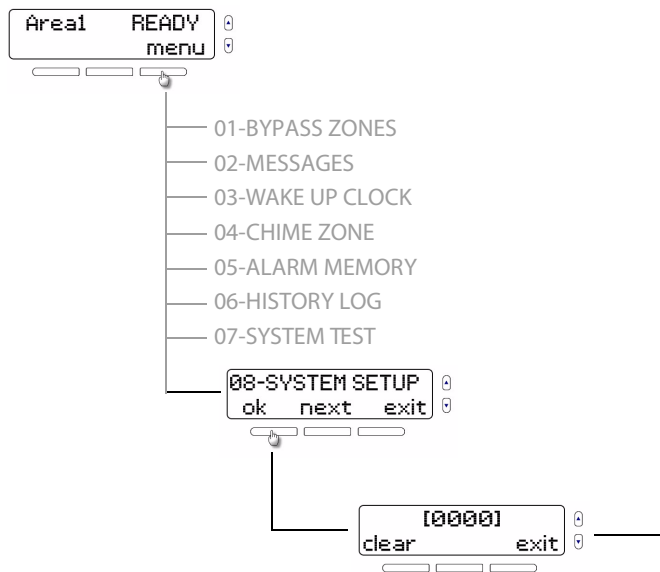 Area1 READY
menu
01-BYPASS ZONES
02-MESSAGES
03-WAKE UP CLOCK
04-CHIME ZONE
05-ALARM MEMORY
06-HISTORY LOG
07-SYSTEM TEST
08-SYSTEM SETUP
ok next exit
[0000]
clear exit